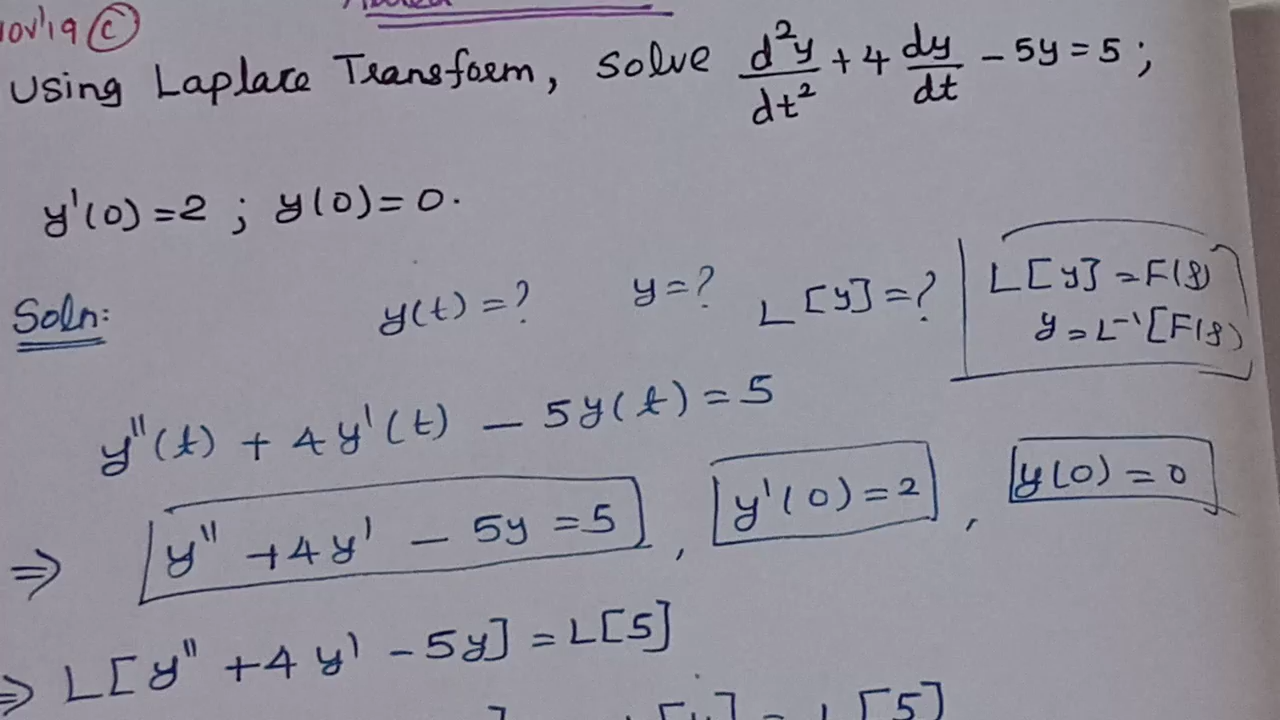 Nov'19 (C)
Using Laplace Transform, solve d²y/dt² + 4 dy/dt - 5y = 5 ;
y'(0) = 2 ; y(0) = 0.
Soln: y(t) = ? y = ? L[y] = ? L[y] = F(s)
y = L⁻¹[F(s)
y''(t) + 4y'(t) - 5y(t) = 5
⇒ y'' + 4y' - 5y = 5 , y'(0) = 2 , y(0) = 0
⇒ L[y'' + 4y' - 5y] = L[5]
L[y] = L[5]